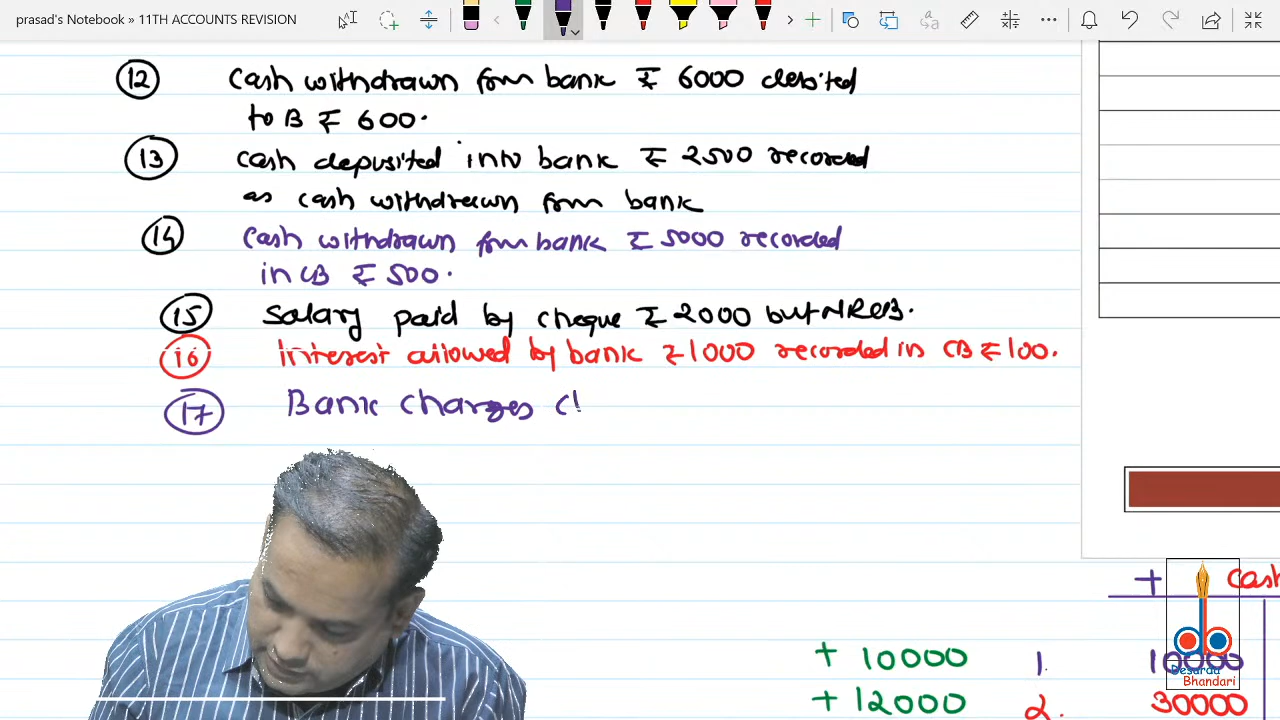 prasad's Notebook » 11TH ACCOUNTS REVISION
12 Cash withdrawn from bank ₹ 6000 debited
to B ₹ 600.
13 Cash deposited into bank ₹ 2500 recorded
as cash withdrawn from bank
14 Cash withdrawn from bank ₹ 5000 recorded
in CB ₹ 500.
15 Salary paid by cheque ₹ 2000 but NRCB.
16 Interest allowed by bank ₹ 1000 recorded in CB ₹ 100.
17 Bank charges
+ Cash
+ 10000 1. 10000
+ 12000 2. 30000
Desarda
Bhandari